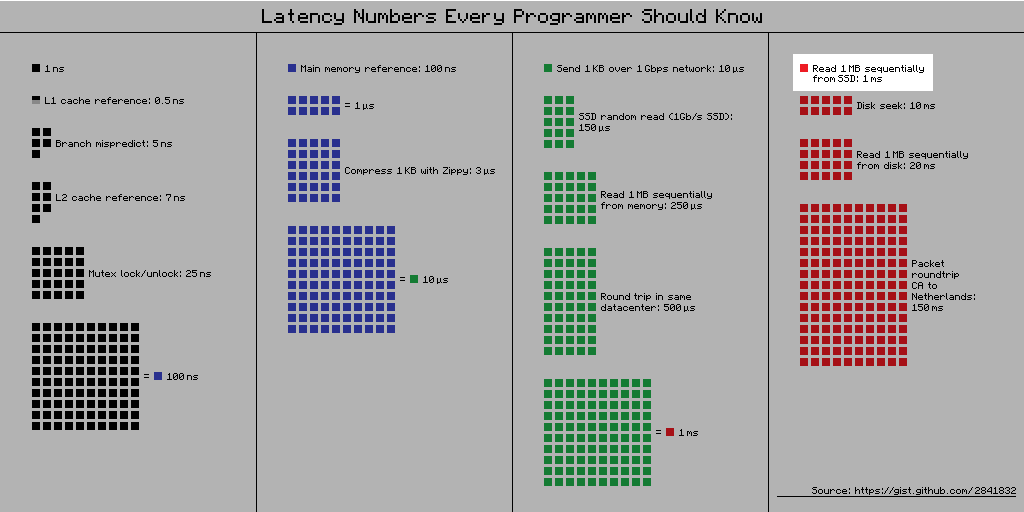 Latency Numbers Every Programmer Should Know
1 ns
L1 cache reference: 0.5 ns
Branch mispredict: 5 ns
L2 cache reference: 7 ns
Mutex lock/unlock: 25 ns
= 100 ns
Main memory reference: 100 ns
= 1 µs
Compress 1 KB with Zippy: 3 µs
= 10 µs
Send 1 KB over 1 Gbps network: 10 µs
SSD random read (1Gb/s SSD):
150 µs
Read 1 MB sequentially
from memory: 250 µs
Round trip in same
datacenter: 500 µs
= 1 ms
Read 1 MB sequentially
from SSD: 1 ms
Disk seek: 10 ms
Read 1 MB sequentially
from disk: 20 ms
Packet
roundtrip
CA to
Netherlands:
150 ms
Source: https://gist.github.com/2841832